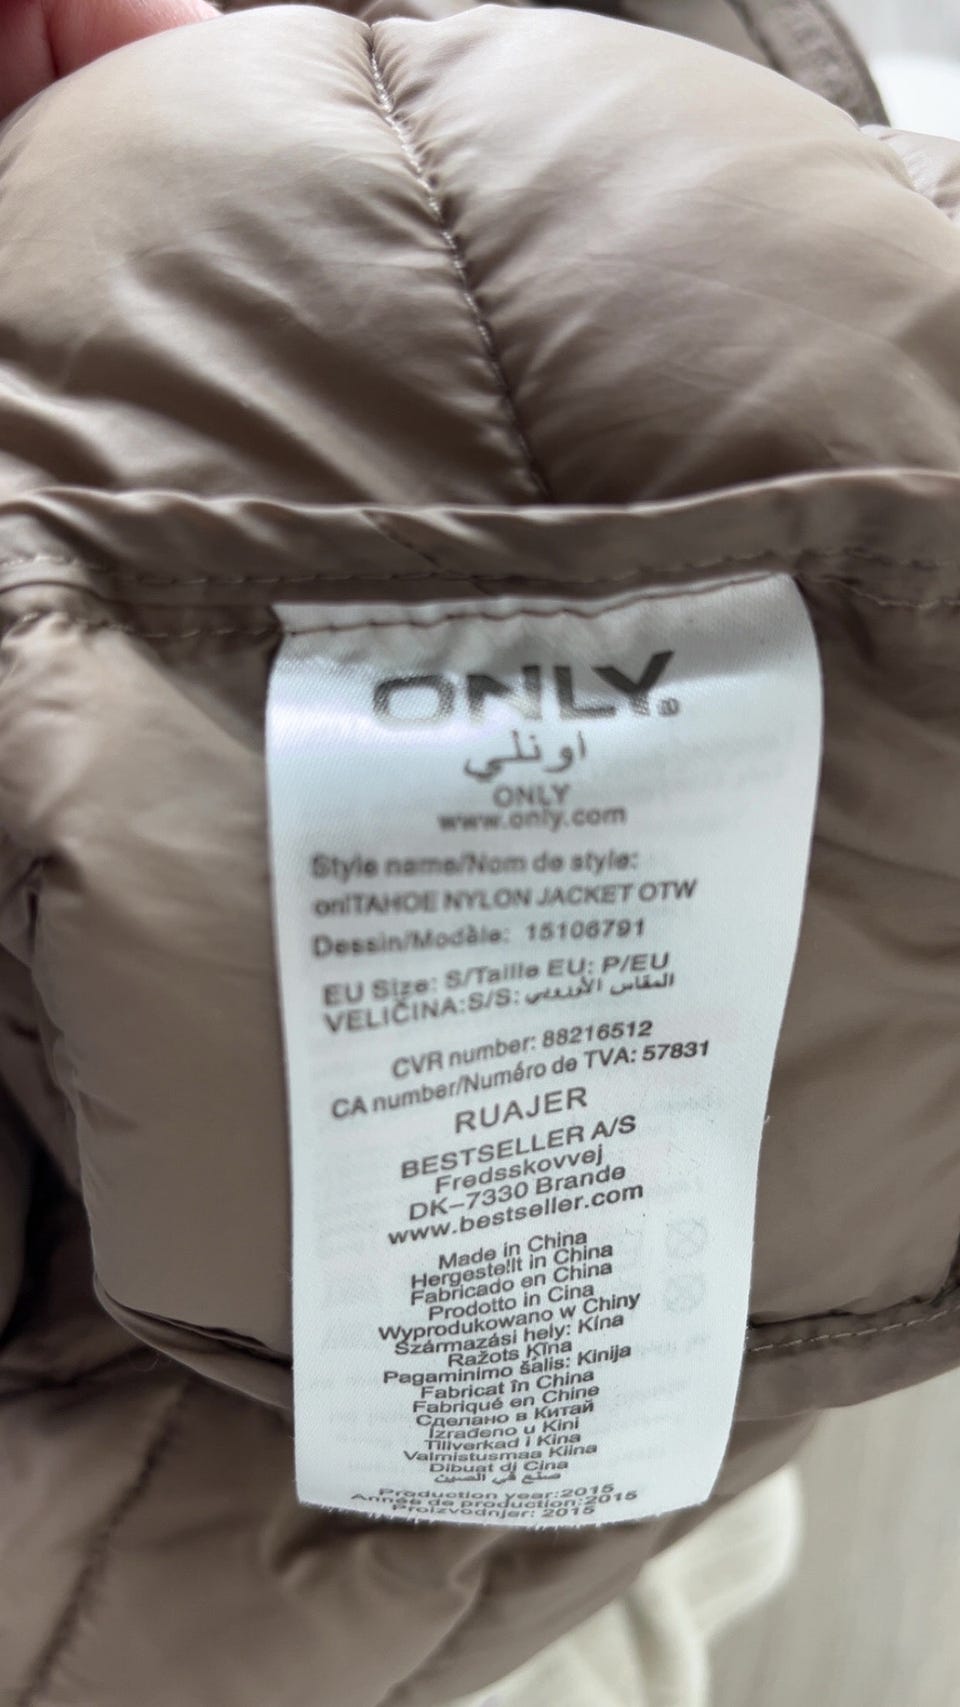 ONLY®
اونلي
ONLY
www.only.com
Style name/Nom de style:
onlTAHOE NYLON JACKET OTW
Dessin/Modèle: 15106791
EU Size: S/Taille EU: P/EU
VELIČINA:S/S: المقاس الأوروبي
CVR number: 88216512
CA number/Numéro de TVA: 57831
RUAJER
BESTSELLER A/S
Fredsskovvej
DK-7330 Brande
www.bestseller.com
Made in China
Hergestellt in China
Fabricado en China
Prodotto in Cina
Wyprodukowano w Chiny
Származási hely: Kína
Ražots Ķīna
Pagaminimo šalis: Kinija
Fabricat în China
Fabriqué en Chine
Сделано в Китай
Izrađeno u Kini
Tillverkad i Kina
Valmistusmaa Kiina
Dibuat di Cina
صنع في الصين
Production year:2015
Année de production:2015
Proizvodnjer: 2015